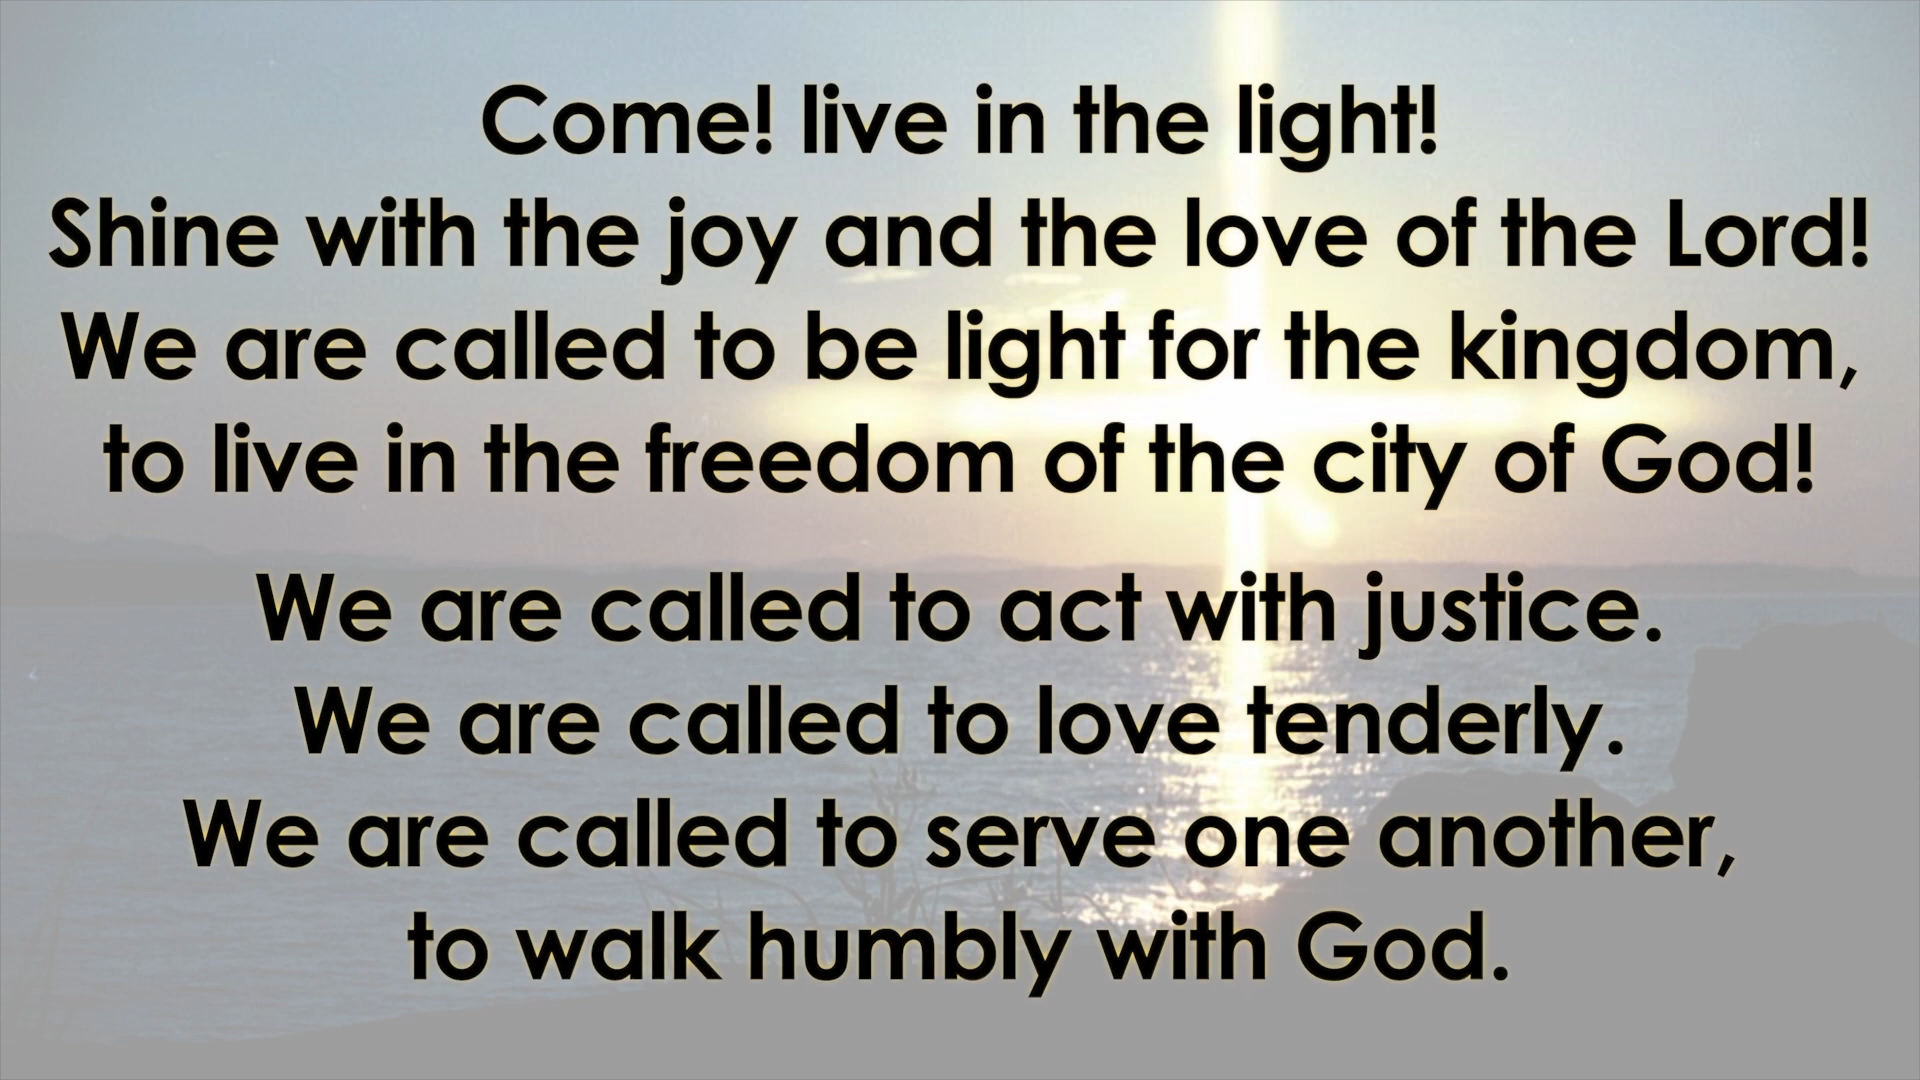 Come! live in the light!
Shine with the joy and the love of the Lord!
We are called to be light for the kingdom,
to live in the freedom of the city of God!
We are called to act with justice.
We are called to love tenderly.
We are called to serve one another,
to walk humbly with God.